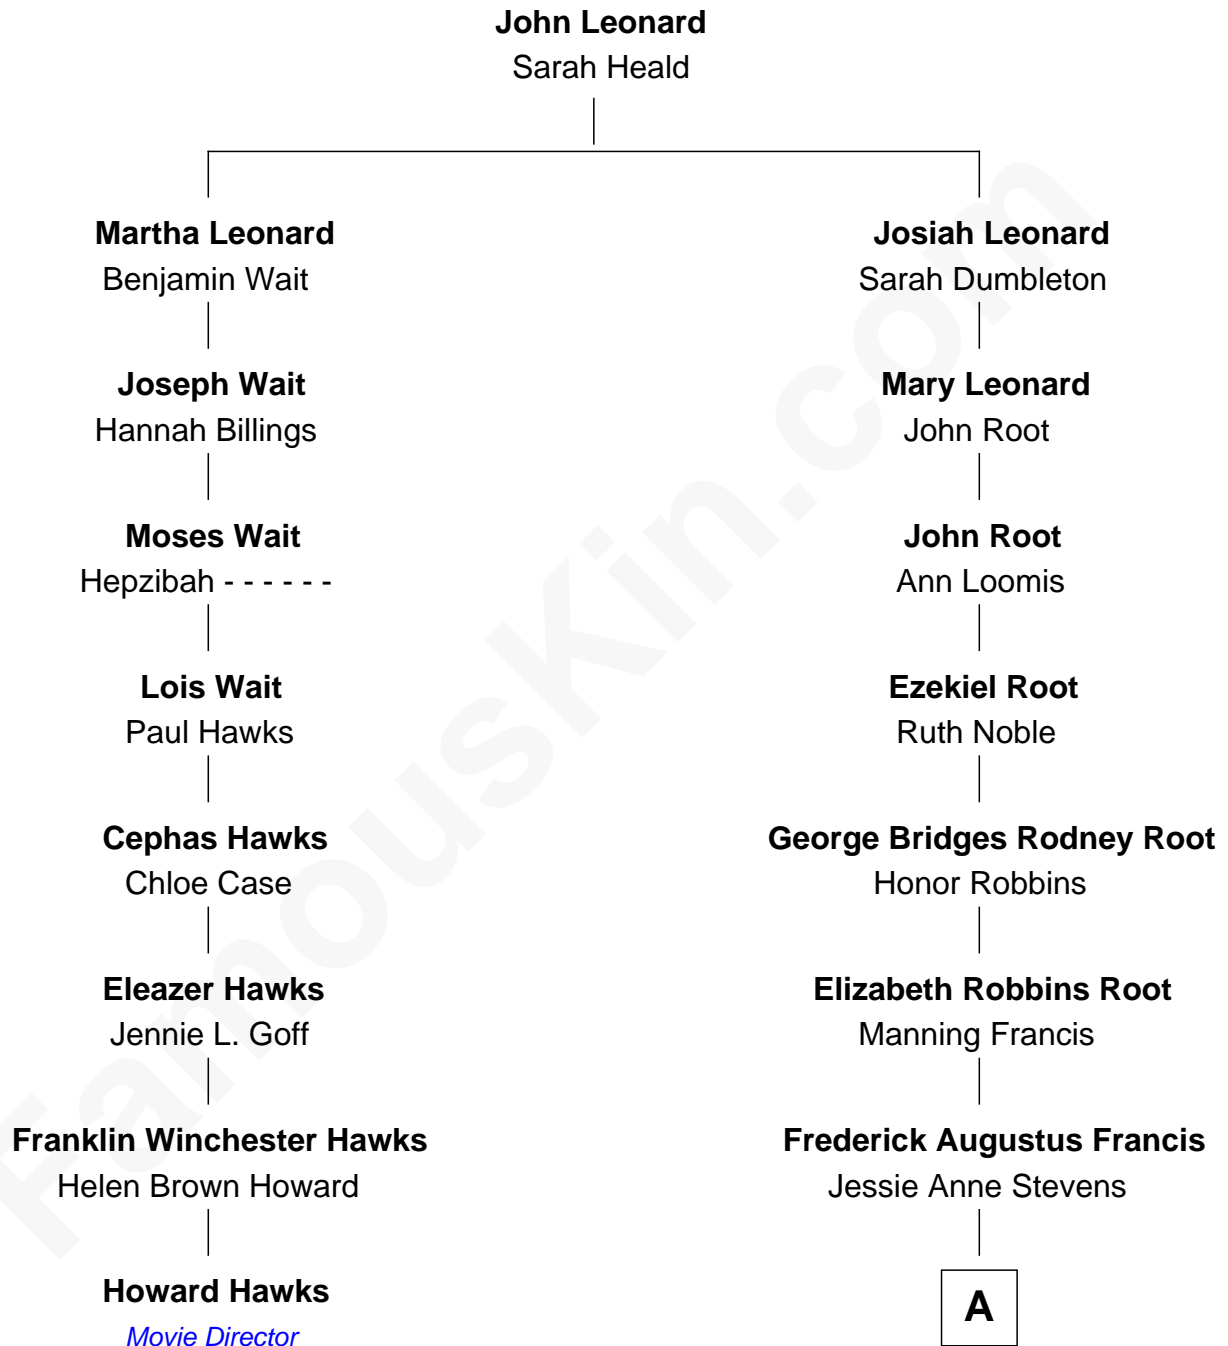 John Leonard
Sarah Heald
Martha Leonard
Benjamin Wait
Joseph Wait
Hannah Billings
Moses Wait
Hepzibah - - - - - -
Lois Wait
Paul Hawks
Cephas Hawks
Chloe Case
Eleazer Hawks
Jennie L. Goff
Franklin Winchester Hawks
Helen Brown Howard
Howard Hawks
Movie Director
Josiah Leonard
Sarah Dumbleton
Mary Leonard
John Root
John Root
Ann Loomis
Ezekiel Root
Ruth Noble
George Bridges Rodney Root
Honor Robbins
Elizabeth Robbins Root
Manning Francis
Frederick Augustus Francis
Jessie Anne Stevens
A
FamousKin.com